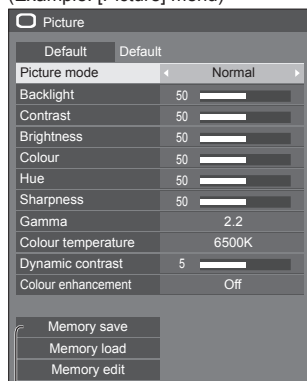 (Example: [Picture] menu)
Picture
Default Default
Picture mode Normal
Backlight 50
Contrast 50
Brightness 50
Colour 50
Hue 50
Sharpness 50
Gamma 2.2
Colour temperature 6500K
Dynamic contrast 5
Colour enhancement Off
Memory save
Memory load
Memory edit